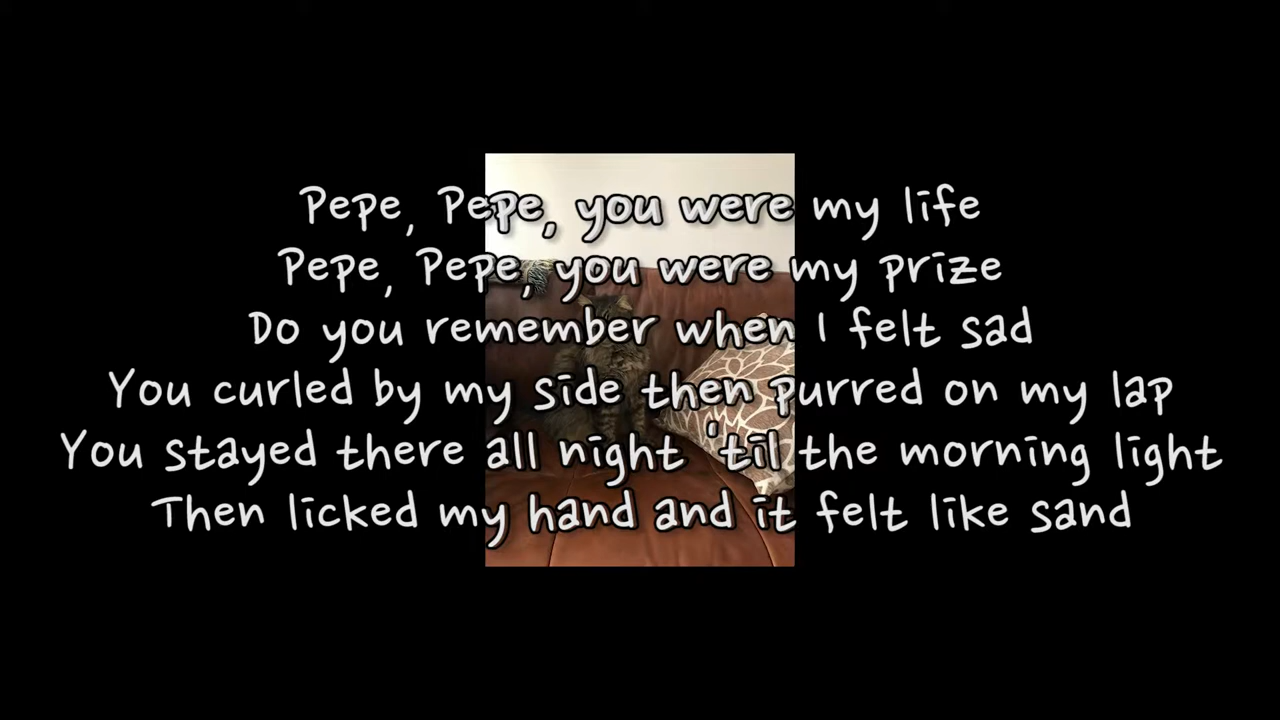 Pepe, Pepe, you were my life
Pepe, Pepe, you were my prize
Do you remember when I felt sad
You curled by my side then purred on my lap
You stayed there all night 'til the morning light
Then licked my hand and it felt like sand